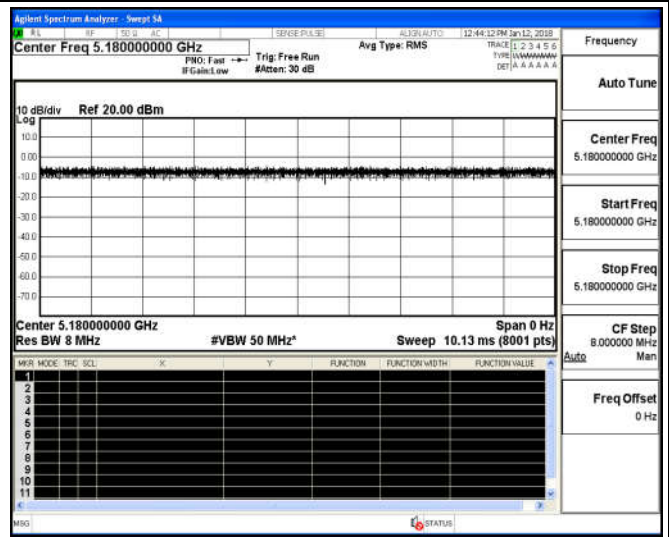 Agilent Spectrum Analyzer - Swept SA
RL RF 50 Ω AC SENSE:PULSE ALIGN AUTO 12:44:12 PM Jan 12, 2018
Center Freq 5.180000000 GHz
PNO: Fast
IFGain:Low
Trig: Free Run
#Atten: 30 dB
Avg Type: RMS
TRACE 1 2 3 4 5 6
TYPE
DET A A A A A A
10 dB/div Ref 20.00 dBm
Log
10.0
0.00
-10.0
-20.0
-30.0
-40.0
-50.0
-60.0
-70.0
Center 5.180000000 GHz Span 0 Hz
Res BW 8 MHz #VBW 50 MHz* Sweep 10.13 ms (8001 pts)
MKR MODE TRC SCL X Y FUNCTION FUNCTION WIDTH FUNCTION VALUE
1
2
3
4
5
6
7
8
9
10
11
MSG STATUS
Frequency
Auto Tune
Center Freq
5.180000000 GHz
Start Freq
5.180000000 GHz
Stop Freq
5.180000000 GHz
CF Step
8.000000 MHz
Auto Man
Freq Offset
0 Hz